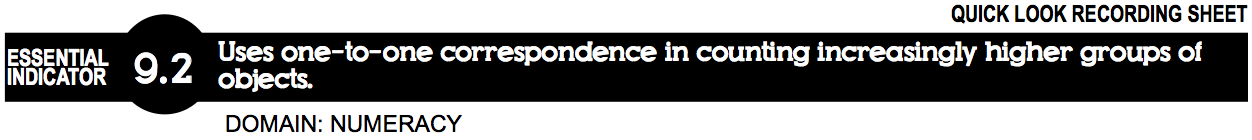 QUICK LOOK RECORDING SHEET
ESSENTIAL
INDICATOR
9.2
Uses one-to-one correspondence in counting increasingly higher groups of
objects.
DOMAIN: NUMERACY